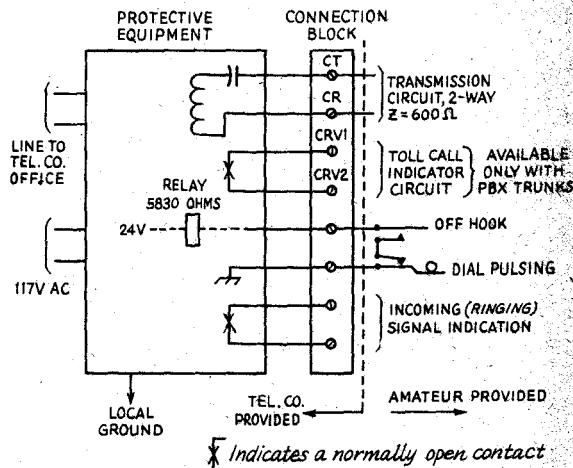 PROTECTIVE
EQUIPMENT
CONNECTION
BLOCK
CT
CR
TRANSMISSION
CIRCUIT, 2-WAY
Z=600 Ω
LINE TO
TEL. CO.
OFFICE
CRV1
CRV2
TOLL CALL
INDICATOR
CIRCUIT
AVAILABLE
ONLY WITH
PBX TRUNKS
RELAY
5830 OHMS
24V
OFF HOOK
DIAL PULSING
117V AC
INCOMING (RINGING)
SIGNAL INDICATION
LOCAL
GROUND
TEL. CO.
PROVIDED
AMATEUR PROVIDED
Indicates a normally open contact